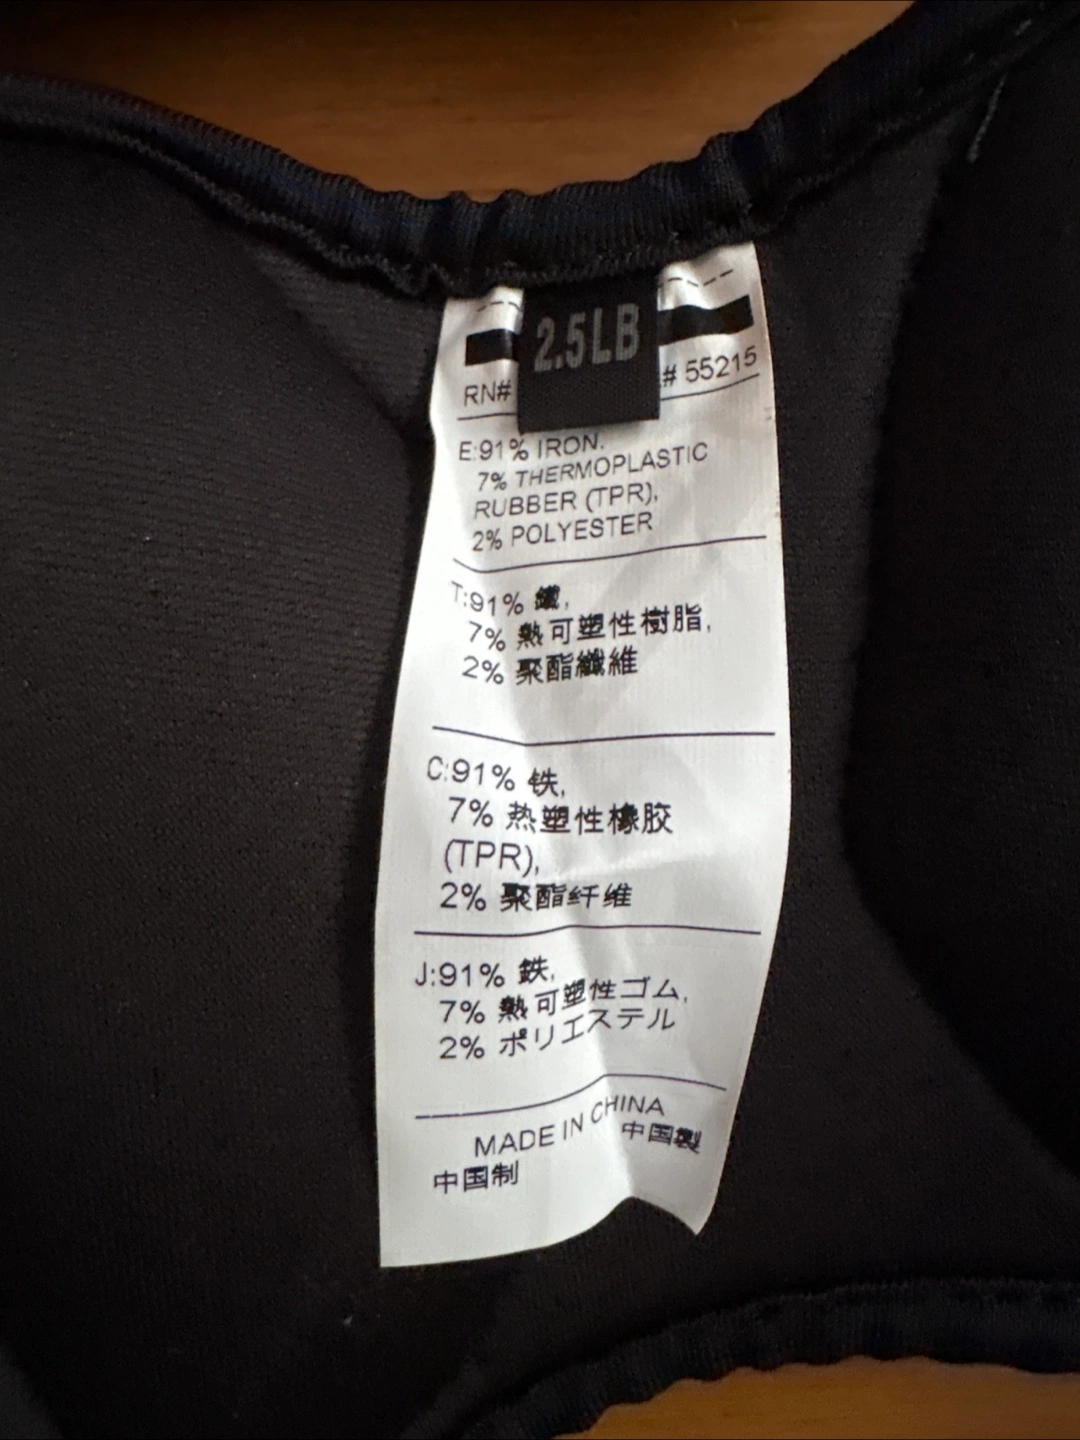 2.5LB
RN#
# 55215
E:91% IRON.
7% THERMOPLASTIC
RUBBER (TPR),
2% POLYESTER
T:91% 鐵,
7% 熱可塑性樹脂,
2% 聚酯纖維
C:91% 铁,
7% 热塑性橡胶
(TPR),
2% 聚酯纤维
J:91% 鉄,
7% 熱可塑性ゴム,
2% ポリエステル
MADE IN CHINA
中国制 中国製